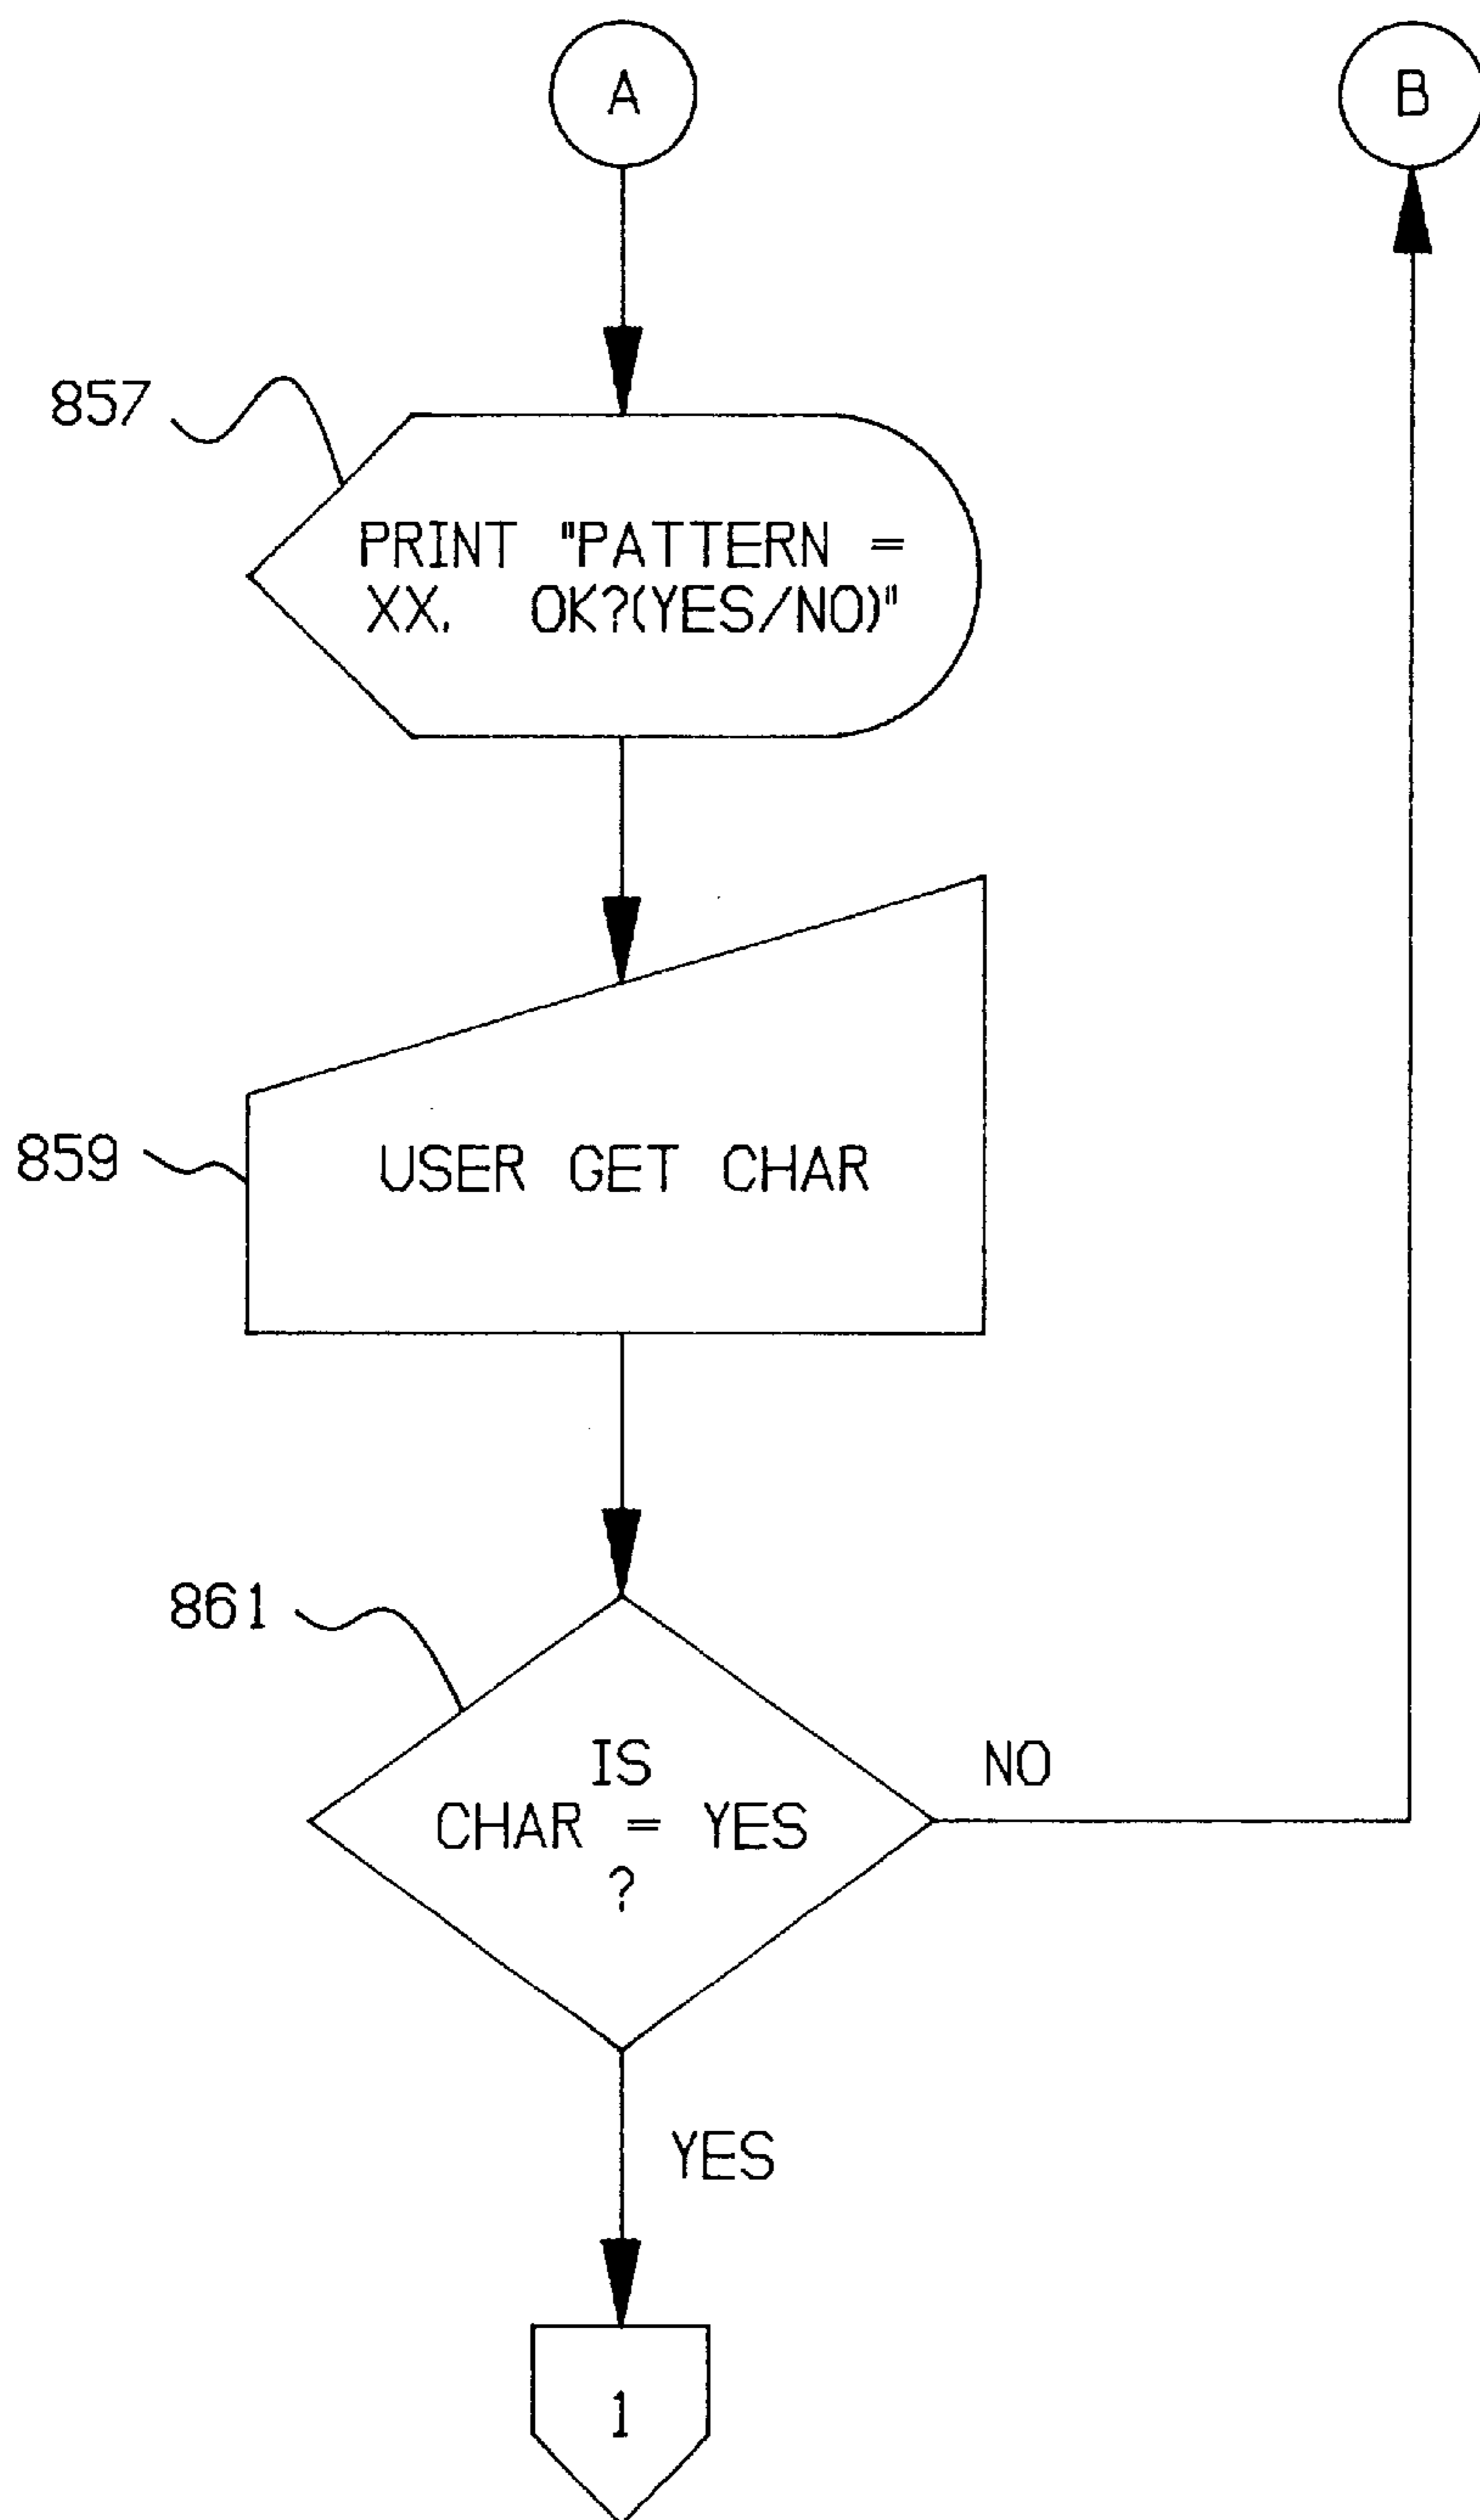 A
B
857
PRINT "PATTERN =
XX, OK?(YES/NO)"
859
USER GET CHAR
861
IS
CHAR = YES
?
NO
YES
1